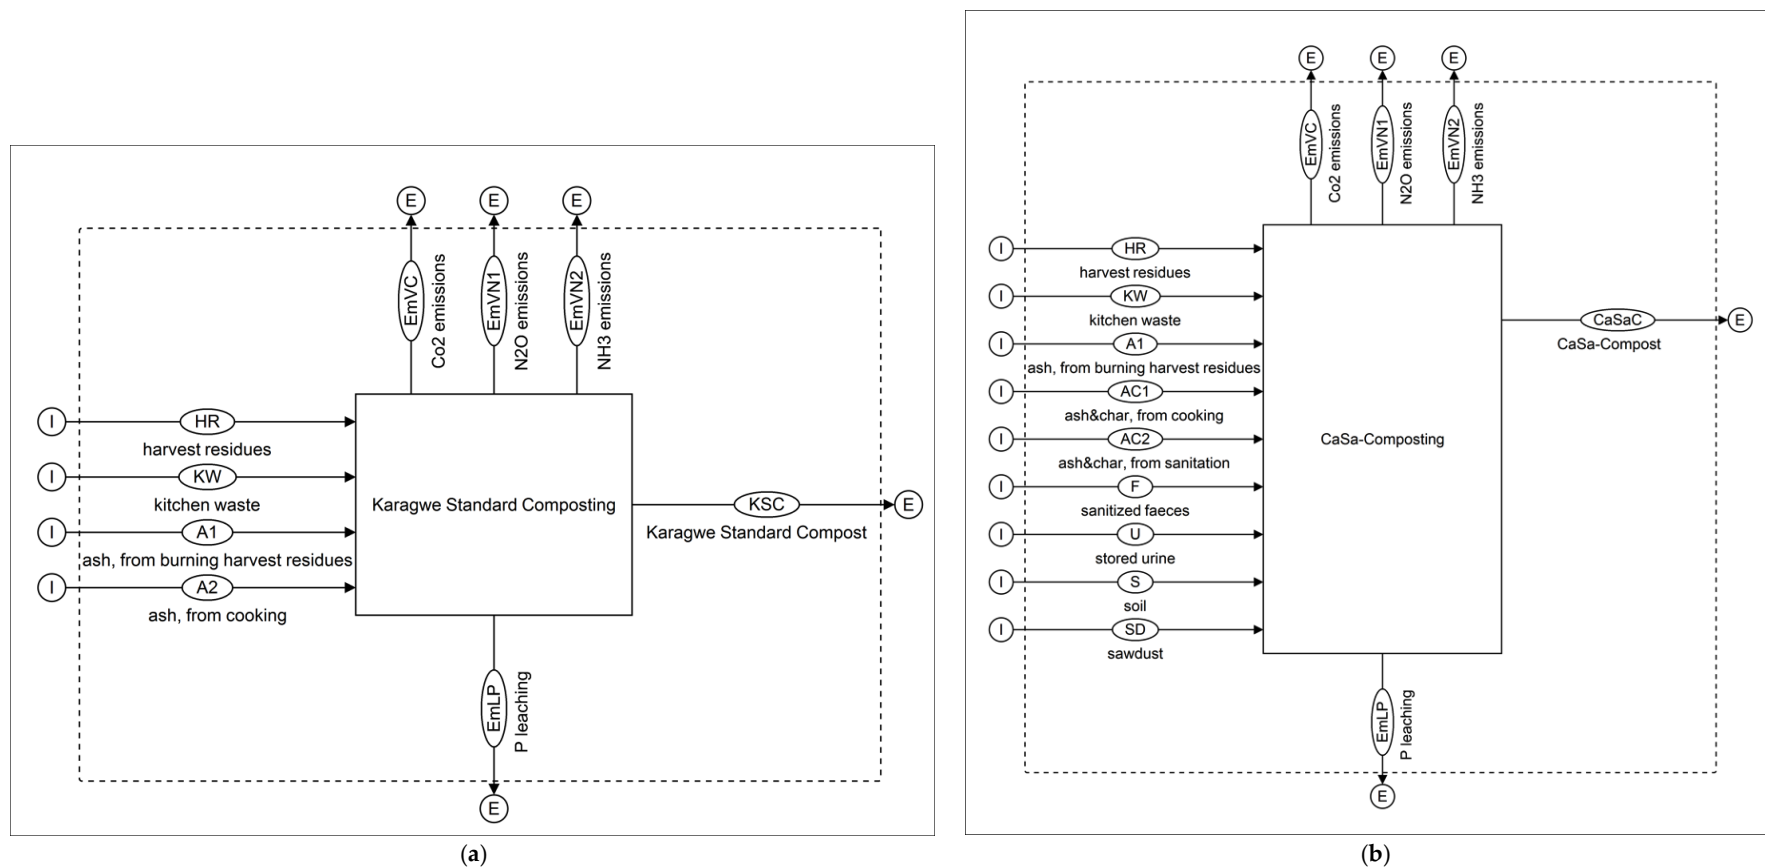 E
E
E
EmVC
Co2 emissions
EmVN1
N2O emissions
EmVN2
NH3 emissions
I
HR
harvest residues
I
KW
kitchen waste
I
A1
ash, from burning harvest residues
I
A2
ash, from cooking
Karagwe Standard Composting
KSC
Karagwe Standard Compost
E
EmLP
P leaching
E
(a)
E
E
E
EmVC
Co2 emissions
EmVN1
N2O emissions
EmVN2
NH3 emissions
I
HR
harvest residues
I
KW
kitchen waste
I
A1
ash, from burning harvest residues
I
AC1
ash&char, from cooking
I
AC2
ash&char, from sanitation
I
F
sanitized faeces
I
U
stored urine
I
S
soil
I
SD
sawdust
CaSa-Composting
CaSaC
CaSa-Compost
E
EmLP
P leaching
E
(b)